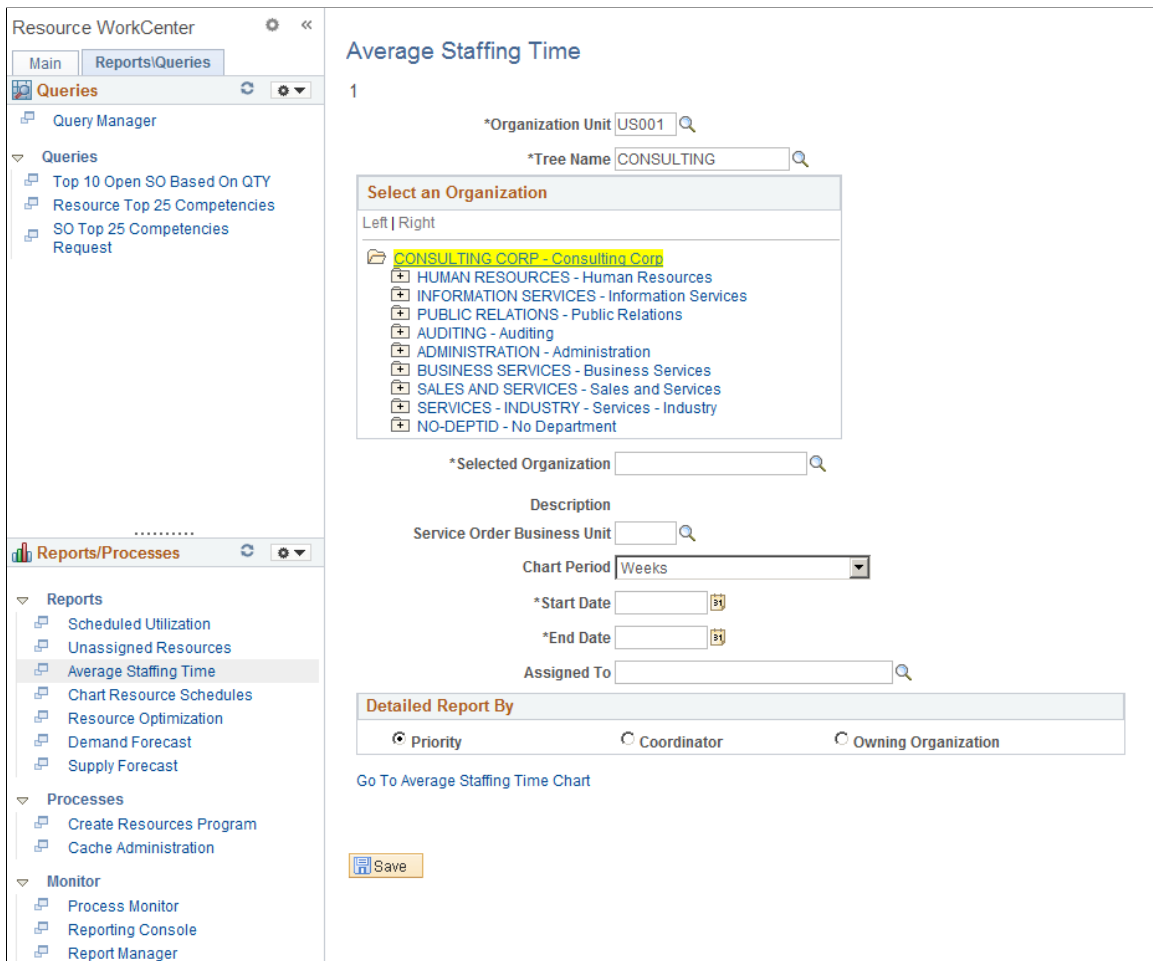 Resource WorkCenter
Main
Reports\Queries
Queries
Query Manager
Queries
Top 10 Open SO Based On QTY
Resource Top 25 Competencies
SO Top 25 Competencies
Request
Reports/Processes
Reports
Scheduled Utilization
Unassigned Resources
Average Staffing Time
Chart Resource Schedules
Resource Optimization
Demand Forecast
Supply Forecast
Processes
Create Resources Program
Cache Administration
Monitor
Process Monitor
Reporting Console
Report Manager
Average Staffing Time
1
*Organization Unit US001
*Tree Name CONSULTING
Select an Organization
Left | Right
CONSULTING CORP - Consulting Corp
HUMAN RESOURCES - Human Resources
INFORMATION SERVICES - Information Services
PUBLIC RELATIONS - Public Relations
AUDITING - Auditing
ADMINISTRATION - Administration
BUSINESS SERVICES - Business Services
SALES AND SERVICES - Sales and Services
SERVICES - INDUSTRY - Services - Industry
NO-DEPTID - No Department
*Selected Organization
Description
Service Order Business Unit
Chart Period Weeks
*Start Date 31
*End Date 31
Assigned To
Detailed Report By
Priority Coordinator Owning Organization
Go To Average Staffing Time Chart
Save